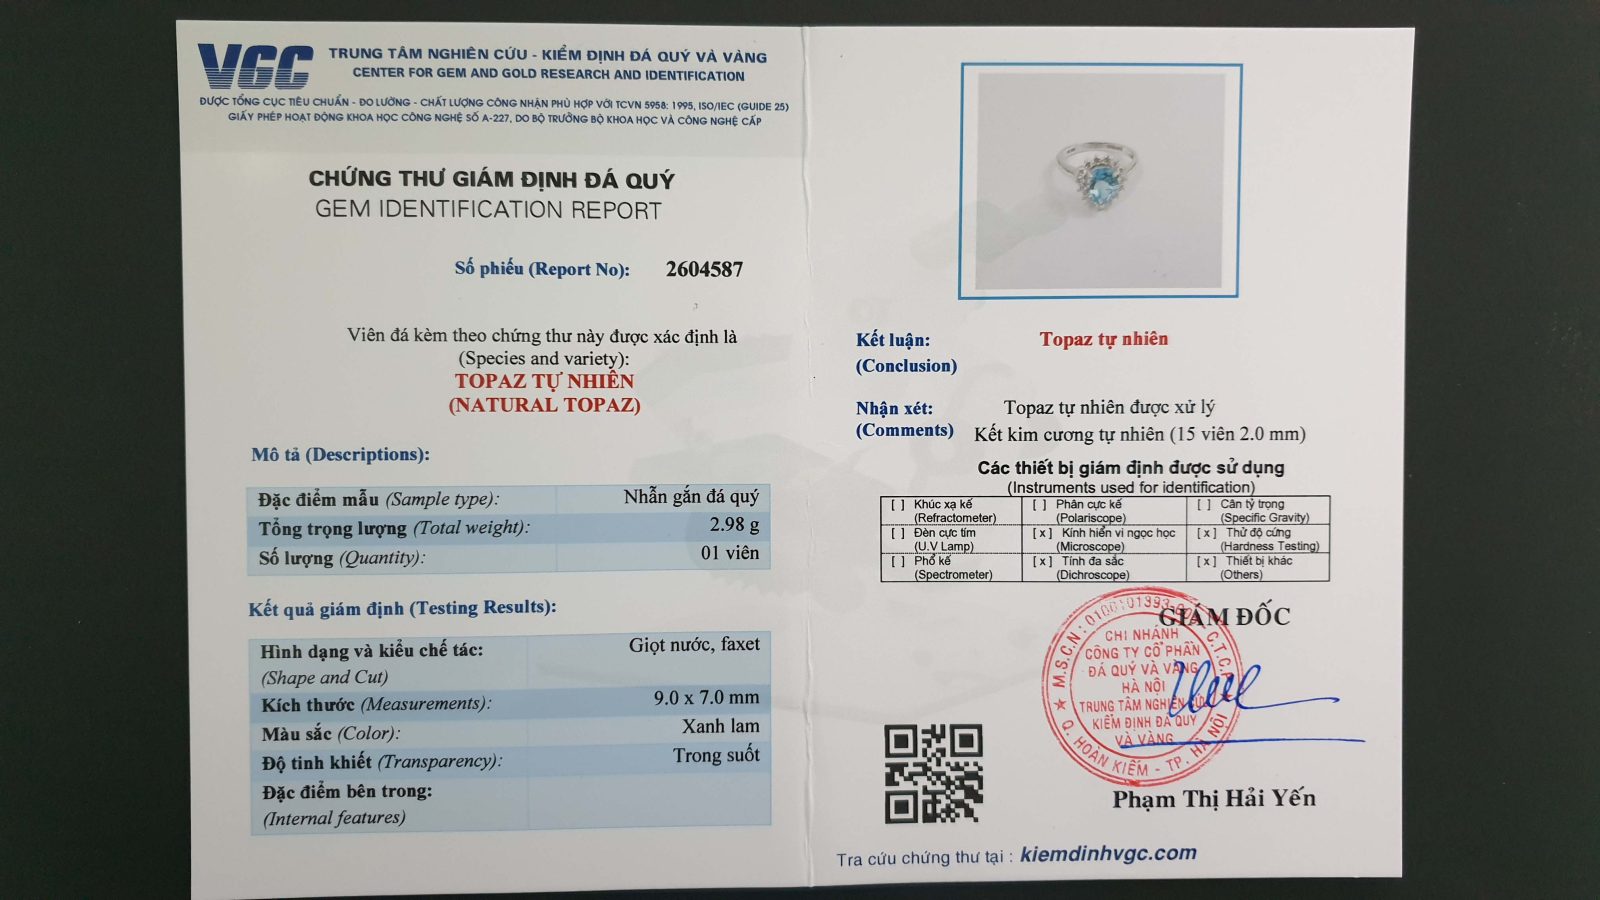 VGC
TRUNG TÂM NGHIÊN CỨU - KIỂM ĐỊNH ĐÁ QUÝ VÀ VÀNG
CENTER FOR GEM AND GOLD RESEARCH AND IDENTIFICATION
ĐƯỢC TỔNG CỤC TIÊU CHUẨN - ĐO LƯỜNG - CHẤT LƯỢNG CÔNG NHẬN PHÙ HỢP VỚI TCVN 5958: 1995, ISO/IEC (GUIDE 25)
GIẤY PHÉP HOẠT ĐỘNG KHOA HỌC CÔNG NGHỆ SỐ A-227, DO BỘ TRƯỞNG BỘ KHOA HỌC VÀ CÔNG NGHỆ CẤP
CHỨNG THƯ GIÁM ĐỊNH ĐÁ QUÝ
GEM IDENTIFICATION REPORT
Số phiếu (Report No): 2604587
Viên đá kèm theo chứng thư này được xác định là
(Species and variety):
TOPAZ TỰ NHIÊN
(NATURAL TOPAZ)
Mô tả (Descriptions):
Đặc điểm mẫu (Sample type): Nhẫn gắn đá quý
Tổng trọng lượng (Total weight): 2.98 g
Số lượng (Quantity): 01 viên
Kết quả giám định (Testing Results):
Hình dạng và kiểu chế tác: Giọt nước, faxet
(Shape and Cut)
Kích thước (Measurements): 9.0 x 7.0 mm
Màu sắc (Color): Xanh lam
Độ tinh khiết (Transparency): Trong suốt
Đặc điểm bên trong:
(Internal features)
Kết luận: Topaz tự nhiên
(Conclusion)
Nhận xét: Topaz tự nhiên được xử lý
(Comments) Kết kim cương tự nhiên (15 viên 2.0 mm)
Các thiết bị giám định được sử dụng
(Instruments used for identification)
[ ] Khúc xạ kế [ ] Phân cực kế [ ] Cân tỷ trọng
(Refractometer) (Polariscope) (Specific Gravity)
[ ] Đèn cực tím [x] Kính hiển vi ngọc học [x] Thử độ cứng
(U.V Lamp) (Microscope) (Hardness Testing)
[ ] Phổ kế [x] Tính đa sắc [x] Thiết bị khác
(Spectrometer) (Dichroscope) (Others)
GIÁM ĐỐC
CHI NHÁNH
CÔNG TY CỔ PHẦN
ĐÁ QUÝ VÀ VÀNG
HÀ NỘI
TRUNG TÂM NGHIÊN CỨU
KIỂM ĐỊNH ĐÁ QUÝ
VÀ VÀNG
Q. HOÀN KIẾM - TP. HÀ NỘI
Phạm Thị Hải Yến
Tra cứu chứng thư tại : kiemdinhvgc.com